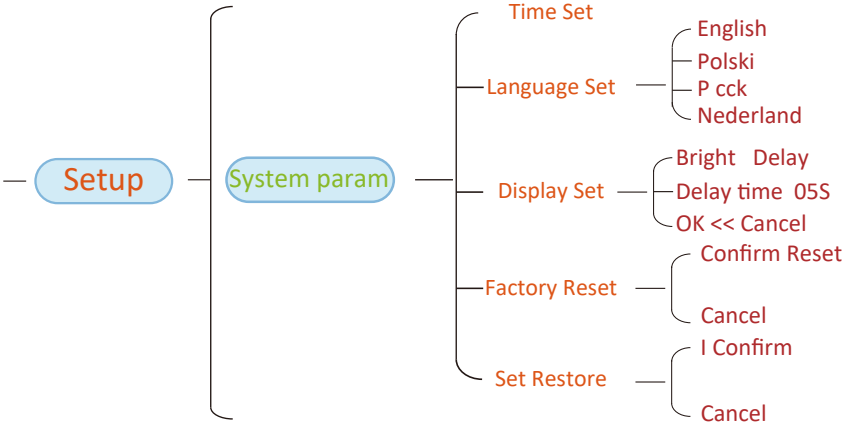 Setup
System param
Time Set
Language Set
English
Polski
P cck
Nederland
Display Set
Bright Delay
Delay time 05S
OK << Cancel
Factory Reset
Confirm Reset
Cancel
Set Restore
I Confirm
Cancel